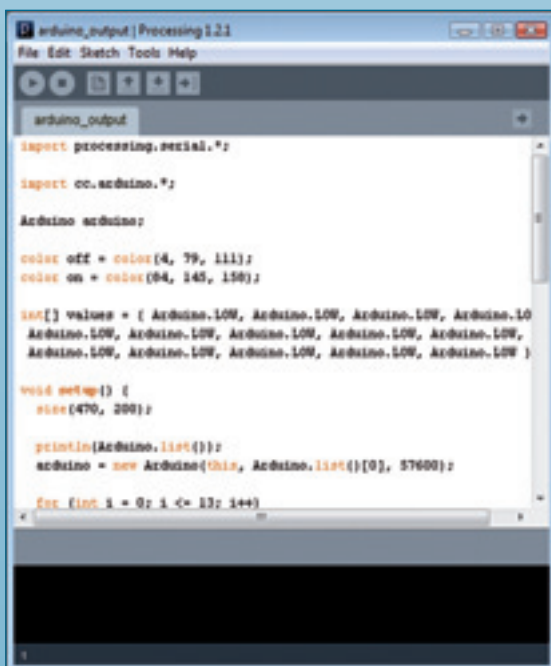 arduino_output | Processing 1.2.1
File Edit Sketch Tools Help
arduino_output
import processing.serial.*;
import cc.arduino.*;
Arduino arduino;
color off = color(4, 79, 111);
color on = color(84, 145, 158);
int[] values = { Arduino.LOW, Arduino.LOW, Arduino.LOW, Arduino.LO
Arduino.LOW, Arduino.LOW, Arduino.LOW, Arduino.LOW,
Arduino.LOW, Arduino.LOW, Arduino.LOW, Arduino.LOW }
void setup() {
size(470, 200);
println(Arduino.list());
arduino = new Arduino(this, Arduino.list()[0], 57600);
for (int i = 0; i <= 13; i++)
1